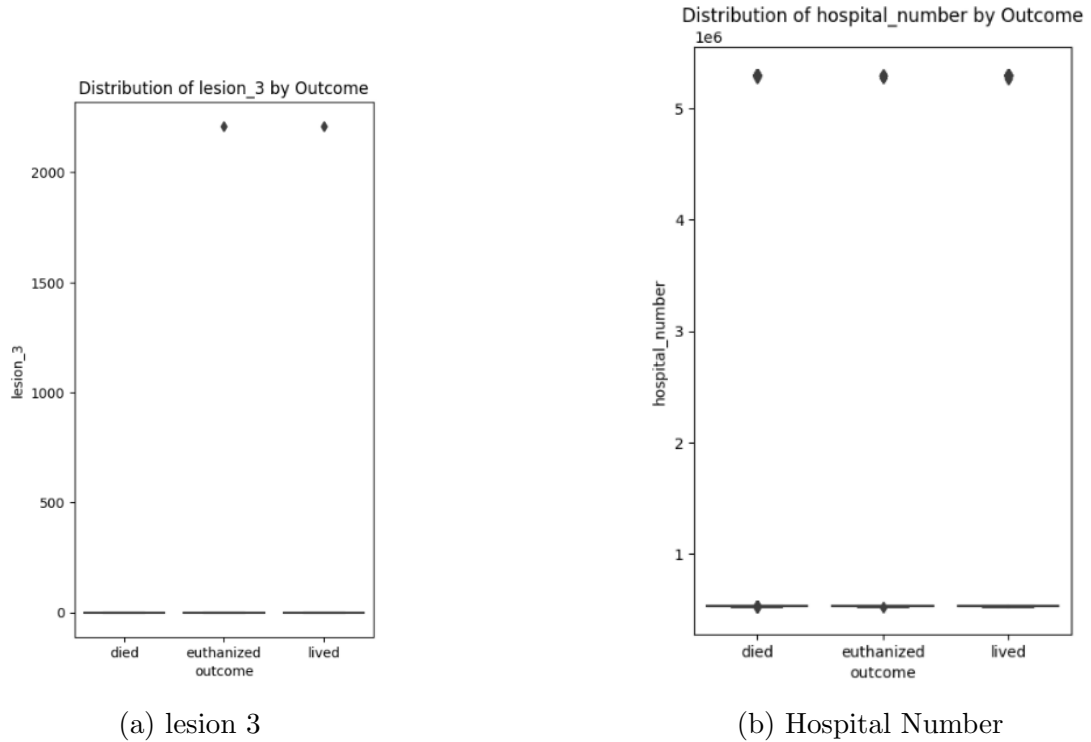 Distribution of lesion_3 by Outcome
2000
1500
1000
500
0
lesion_3
died euthanized lived
outcome
(a) lesion 3
Distribution of hospital_number by Outcome
1e6
5
4
3
2
1
hospital_number
died euthanized lived
outcome
(b) Hospital Number